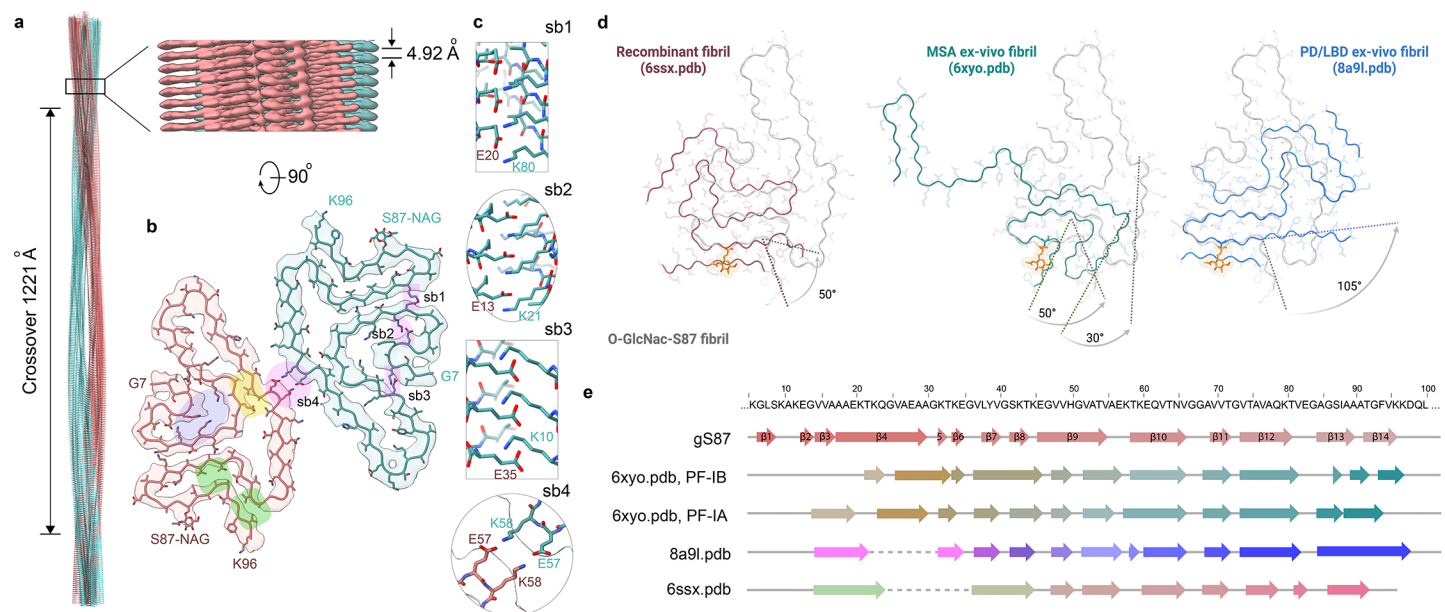 a
4.92 Å
Crossover 1221 Å
90°
b
K96
S87-NAG
sb1
sb2
G7
sb3
sb4
G7
S87-NAG
K96
c
sb1
E20
K80
sb2
E13
K21
sb3
K10
E35
sb4
K58
E57
E57
K58
d
Recombinant fibril
(6ssx.pdb)
MSA ex-vivo fibril
(6xyo.pdb)
PD/LBD ex-vivo fibril
(8a9l.pdb)
50°
50°
30°
105°
O-GlcNac-S87 fibril
e
10 20 30 40 50 60 70 80 90 100
...KGLSKAKEGVVAAAEKTKQGVAEAAGKTKEGVLYVGSKTKEGVVHGVATVAEKTKEQVTNVGGAVVTGVTAVAQKTVEGAGSIAAATGFVKKDQL...
gS87
β1 β2 β3 β4 5 β6 β7 β8 β9 β10 β11 β12 β13 β14
6xyo.pdb, PF-IB
6xyo.pdb, PF-IA
8a9l.pdb
6ssx.pdb